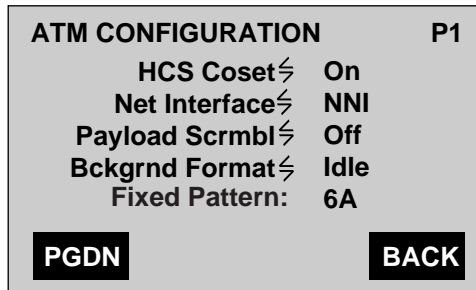 ATM CONFIGURATION P1
HCS Coset On
Net Interface NNI
Payload Scrmbl Off
Bckgrnd Format Idle
Fixed Pattern: 6A
PGDN BACK